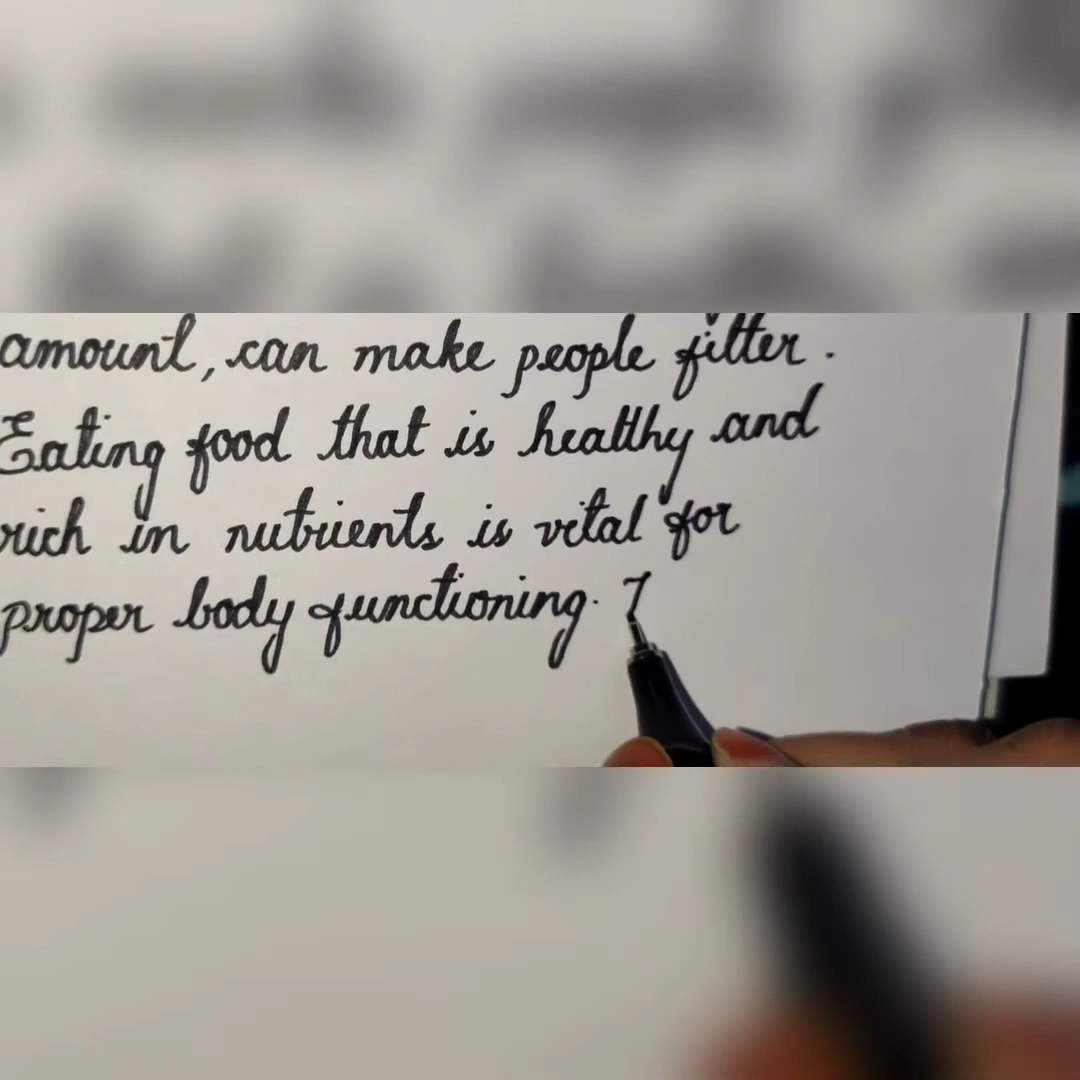 amount, can make people fitter.
Eating food that is healthy and
rich in nutrients is vital for
proper body functioning.